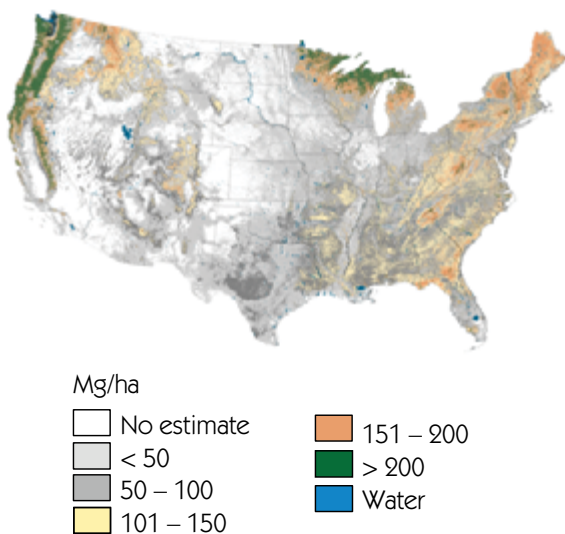 Mg/ha
No estimate
< 50
50 – 100
101 – 150
151 – 200
> 200
Water